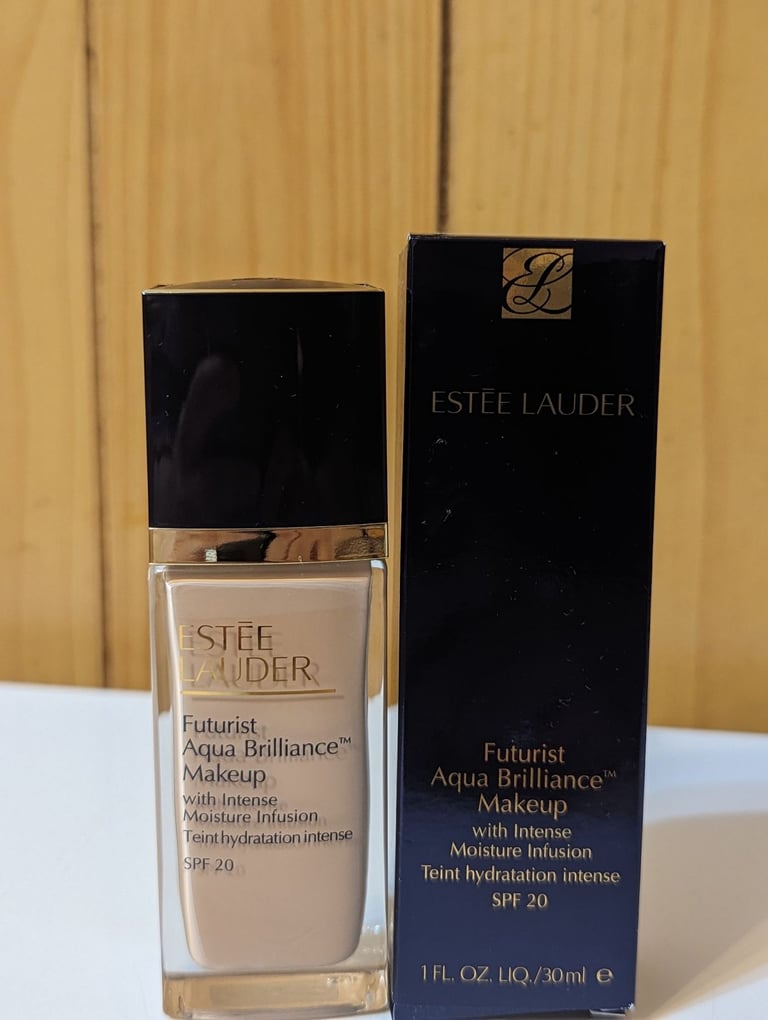 ESTĒE
LAUDER
Futurist
Aqua Brilliance™
Makeup
with Intense
Moisture Infusion
Teint hydratation intense
SPF 20
EL
ESTĒE LAUDER
Futurist
Aqua Brilliance™
Makeup
with Intense
Moisture Infusion
Teint hydratation intense
SPF 20
1 FL. OZ. LIQ./30ml ℮